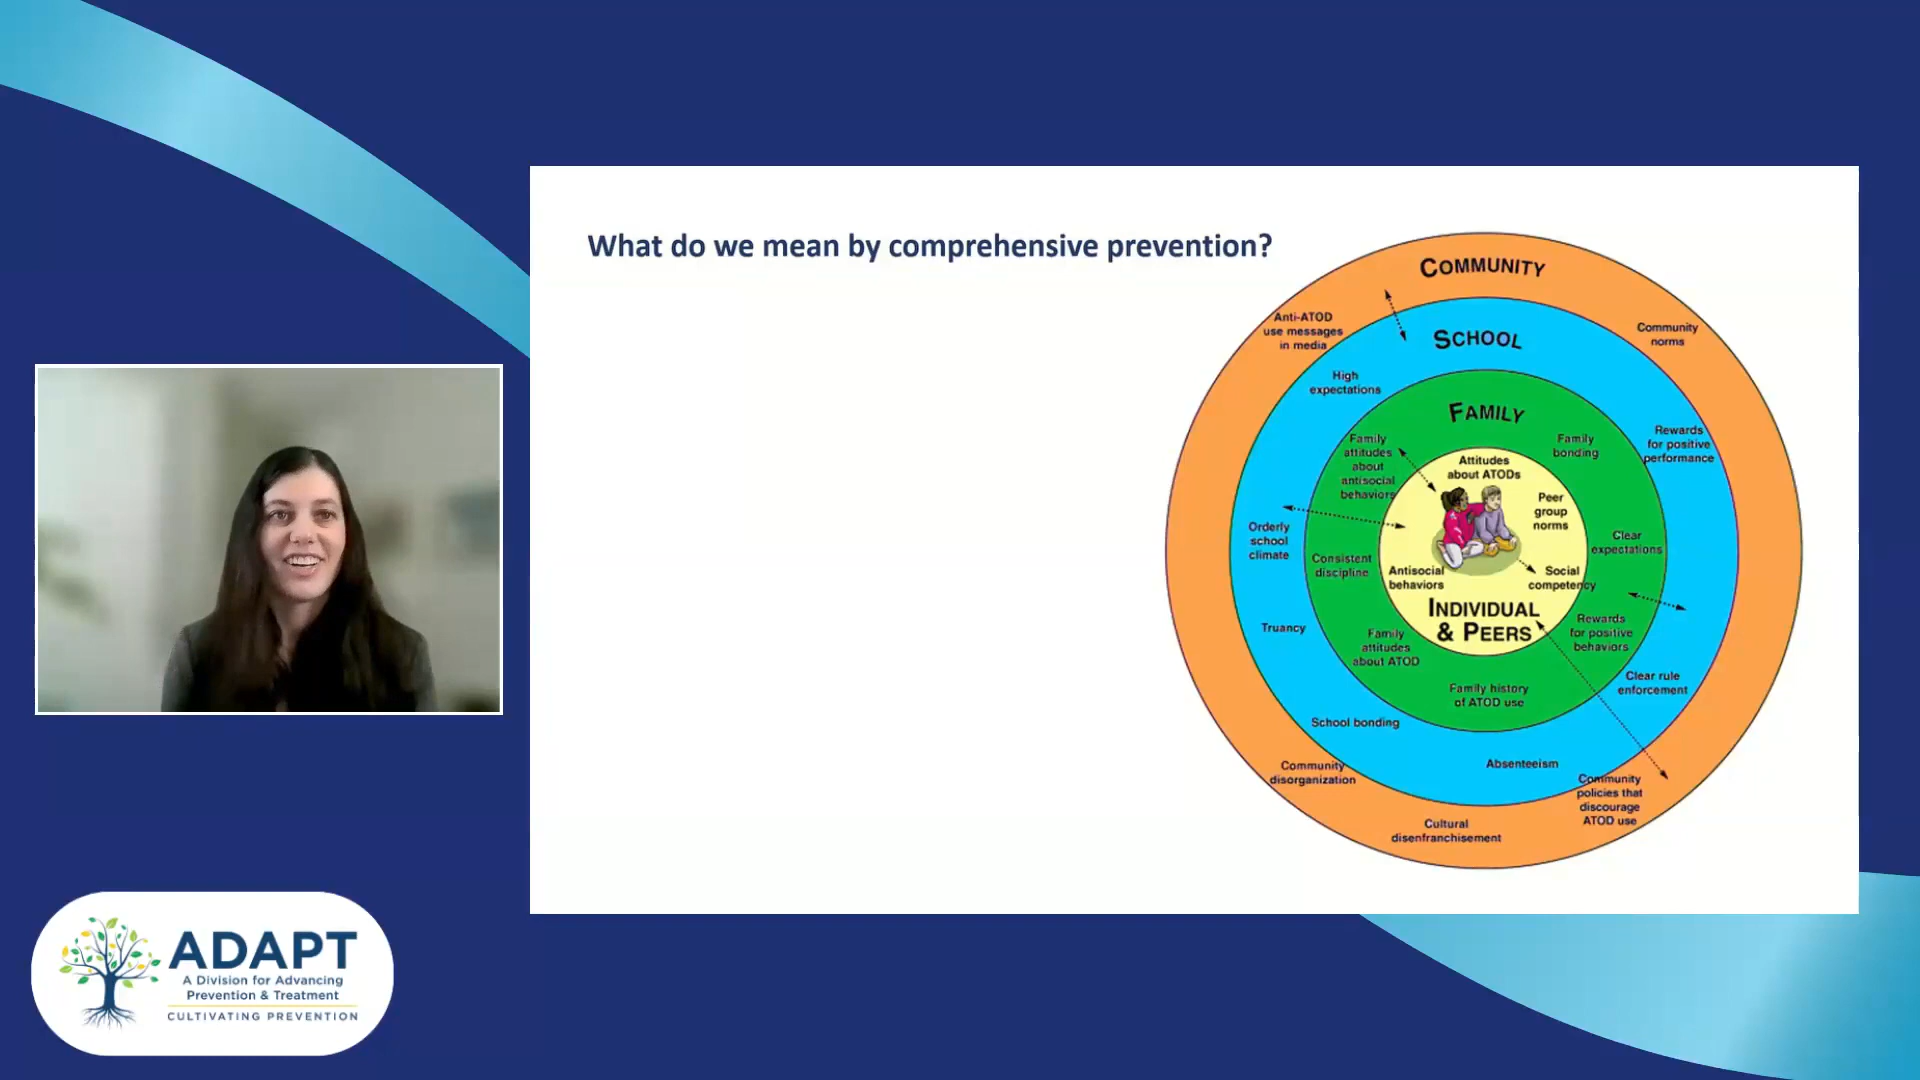 What do we mean by comprehensive prevention?
COMMUNITY
Anti-ATOD
use messages
in media
Community
norms
SCHOOL
High
expectations
Rewards
for positive
performance
FAMILY
Family
attitudes
about
antisocial
behaviors
Family
bonding
Attitudes
about ATODs
Peer
group
norms
Orderly
school
climate
Consistent
discipline
Clear
expectations
Antisocial
behaviors
Social
competency
INDIVIDUAL
& PEERS
Truancy
Family
attitudes
about ATOD
Rewards
for positive
behaviors
Family history
of ATOD use
Clear rule
enforcement
School bonding
Absenteeism
Community
disorganization
Community
policies that
discourage
ATOD use
Cultural
disenfranchisement
ADAPT
A Division for Advancing
Prevention & Treatment
CULTIVATING PREVENTION